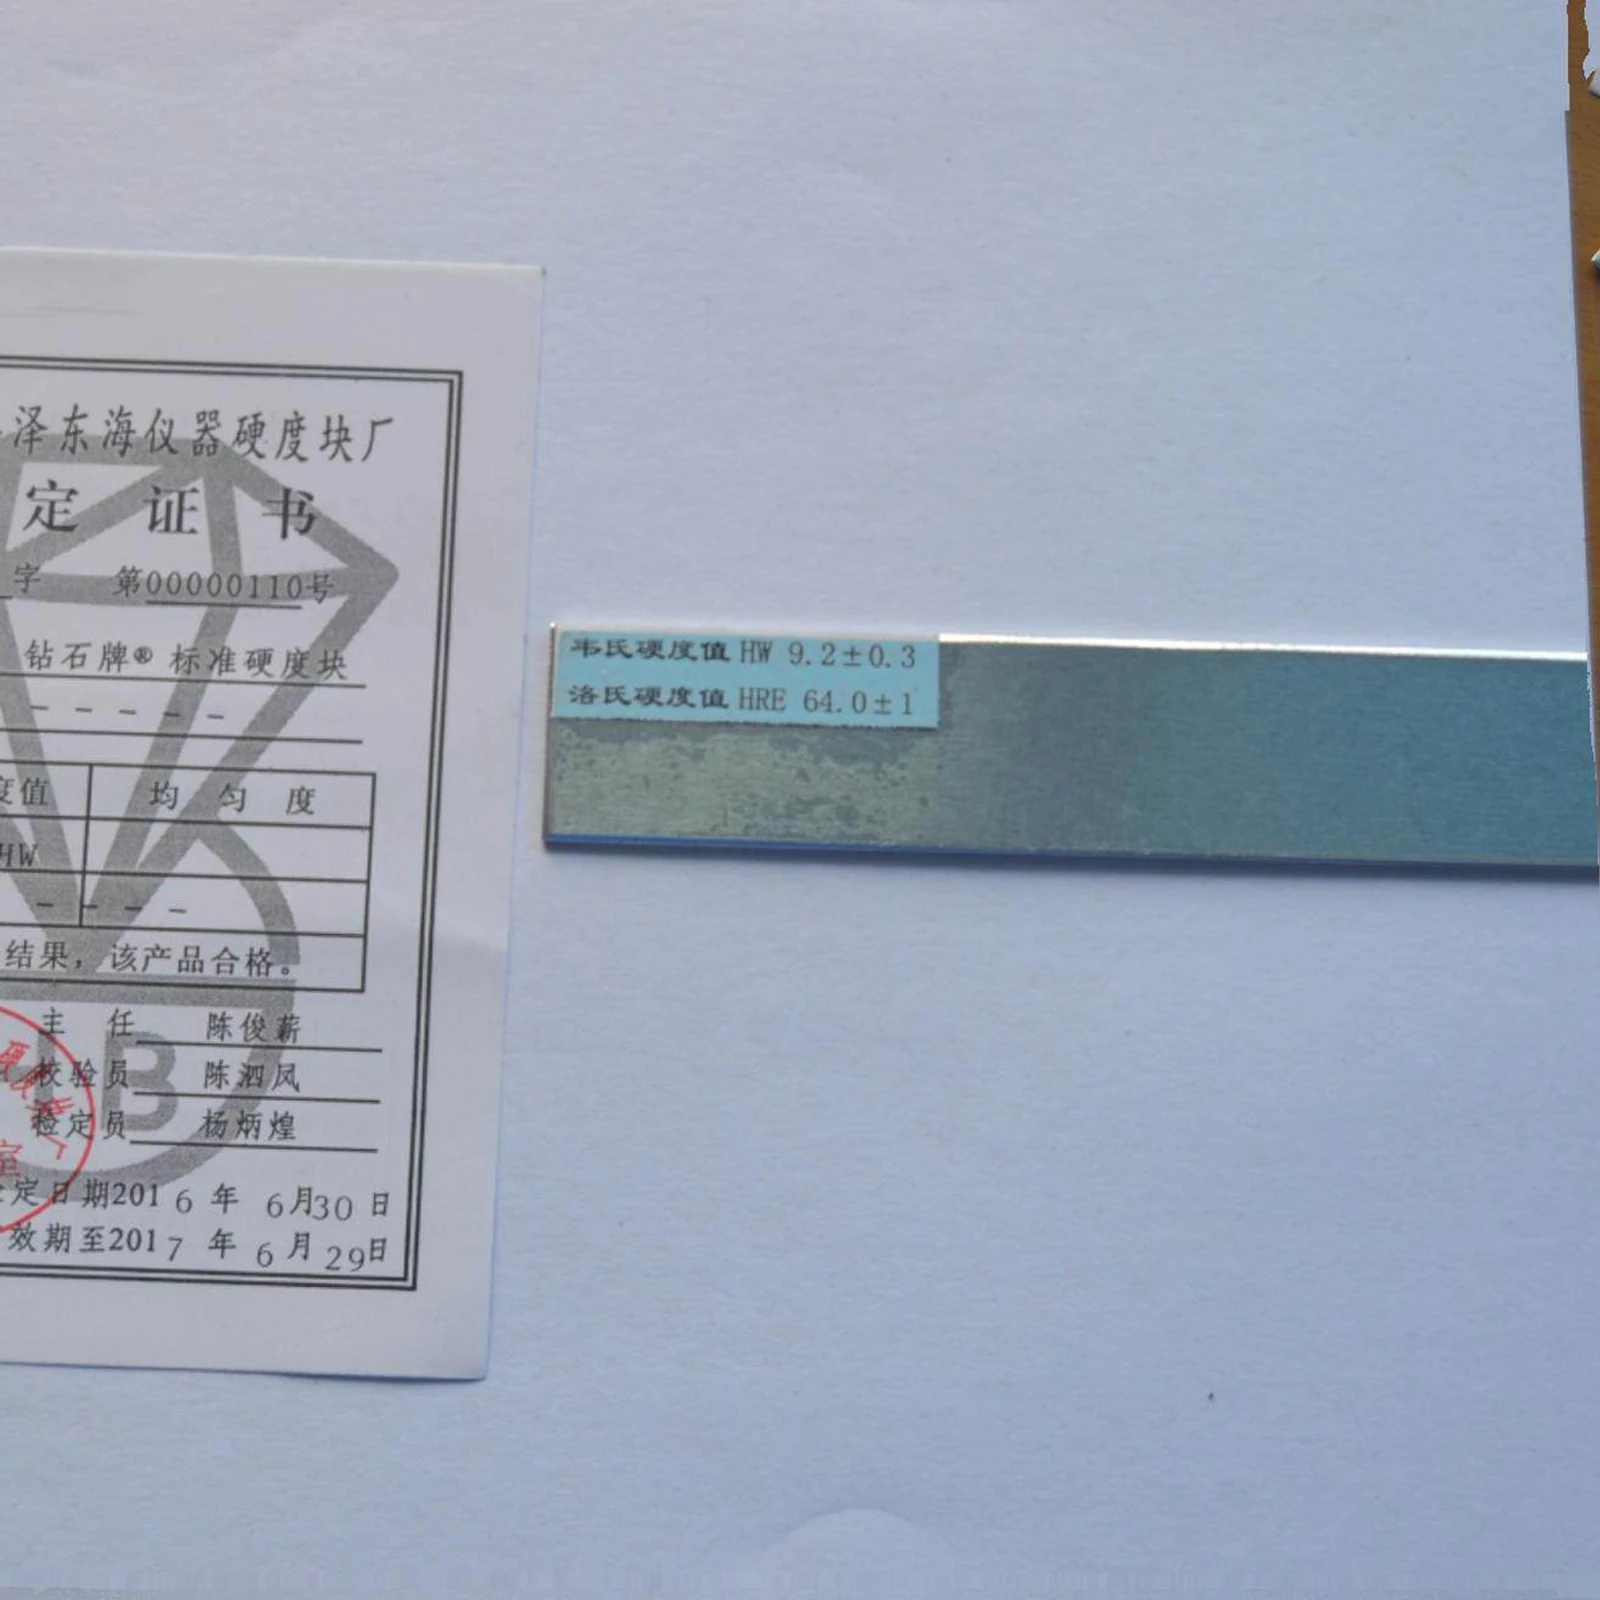 泽东海仪器硬度块厂
定 证 书
字 第00000110号
钻石牌® 标准硬度块
- - - - -
度值 均 匀 度
HW
- - - -
结果，该产品合格。
主 任 陈俊薪
校验员 陈泗凤
检定员 杨炳煌
定日期2016年 6月30日
效期至2017年 6月29日
韦氏硬度值 HW 9.2±0.3
洛氏硬度值 HRE 64.0±1